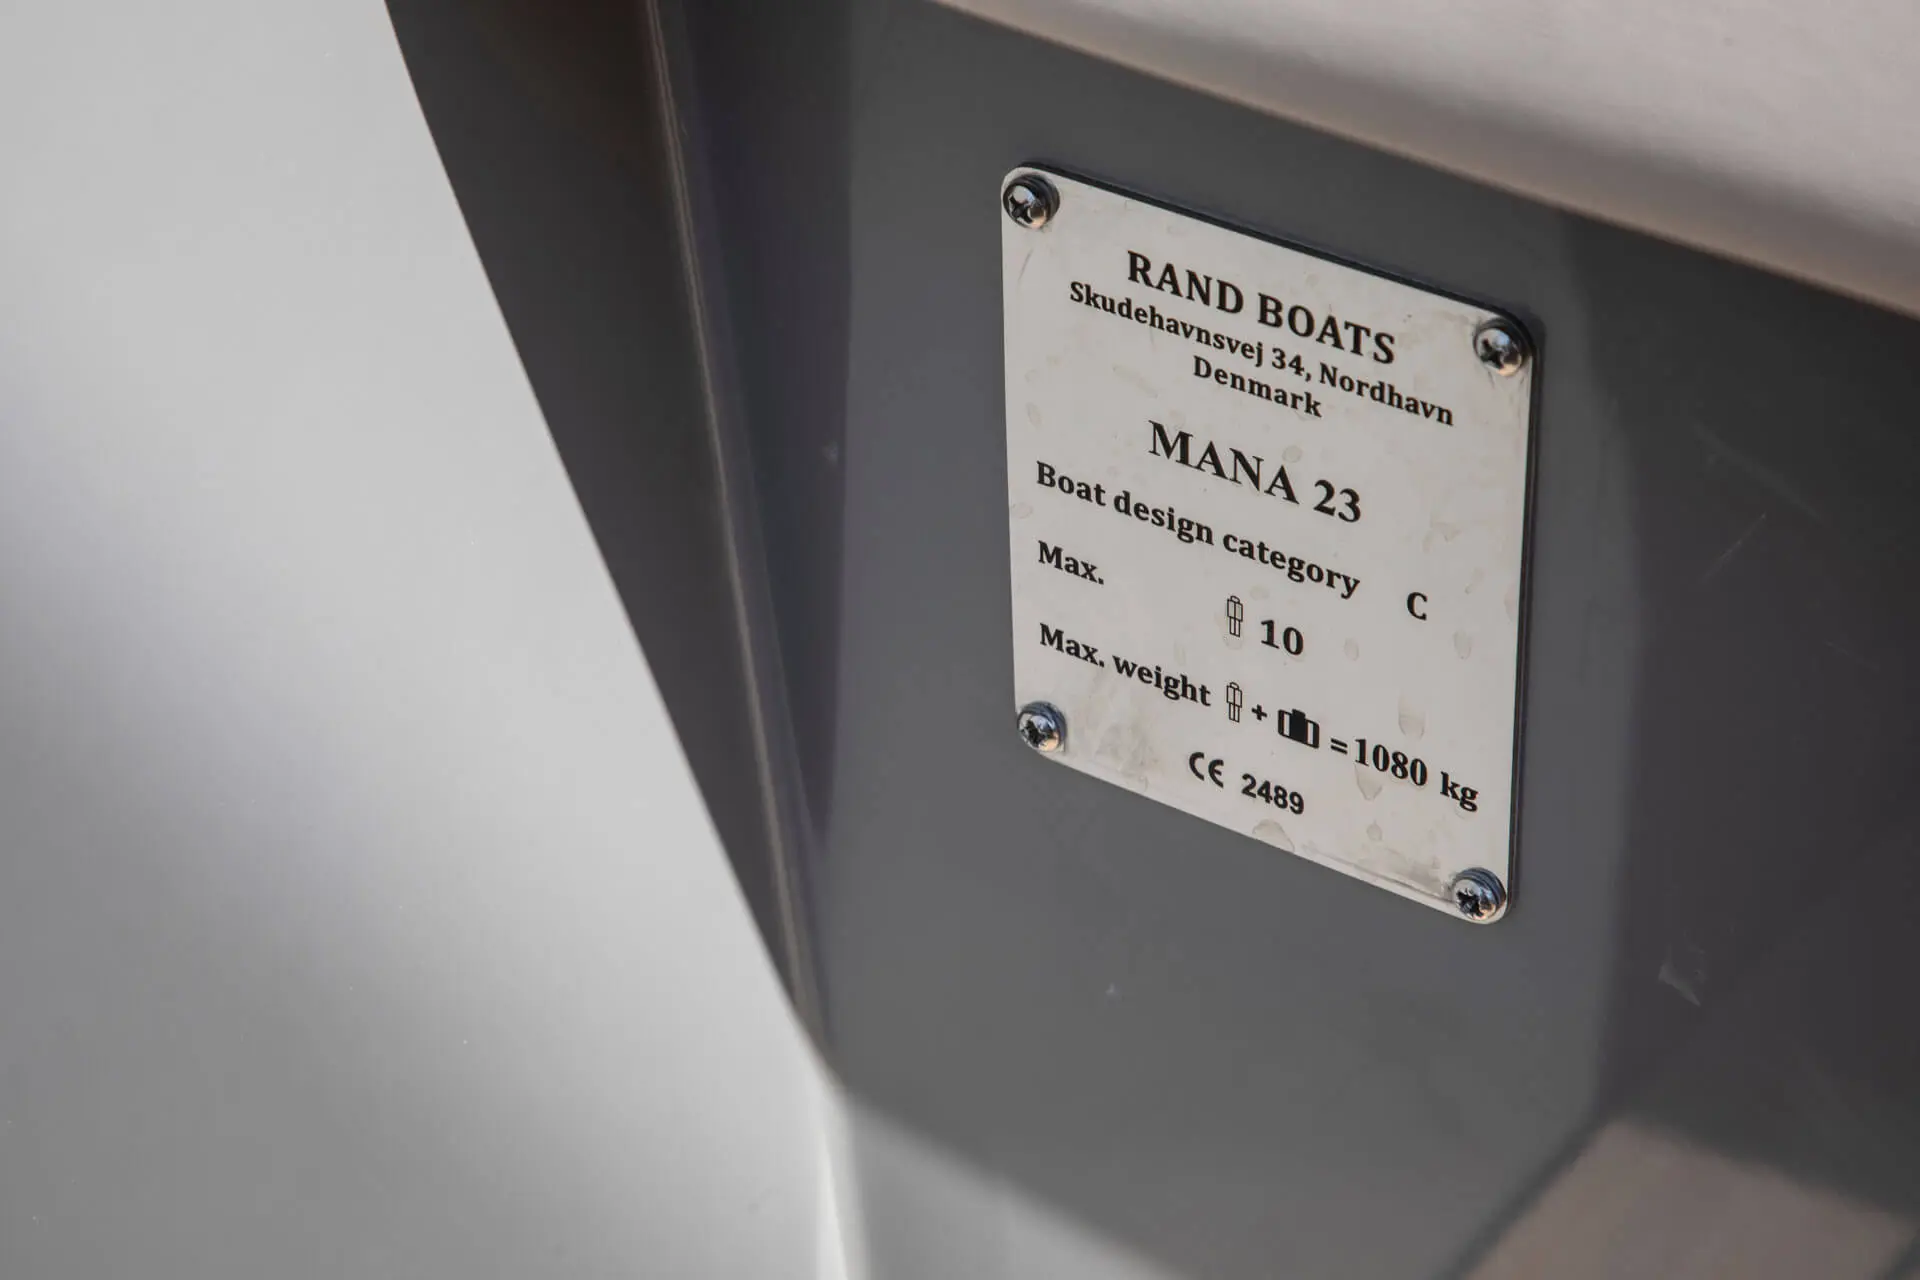 RAND BOATS
Skudehavnsvej 34, Nordhavn
Denmark
MANA 23
Boat design category C
Max. 10
Max. weight + =1080 kg
CE 2489